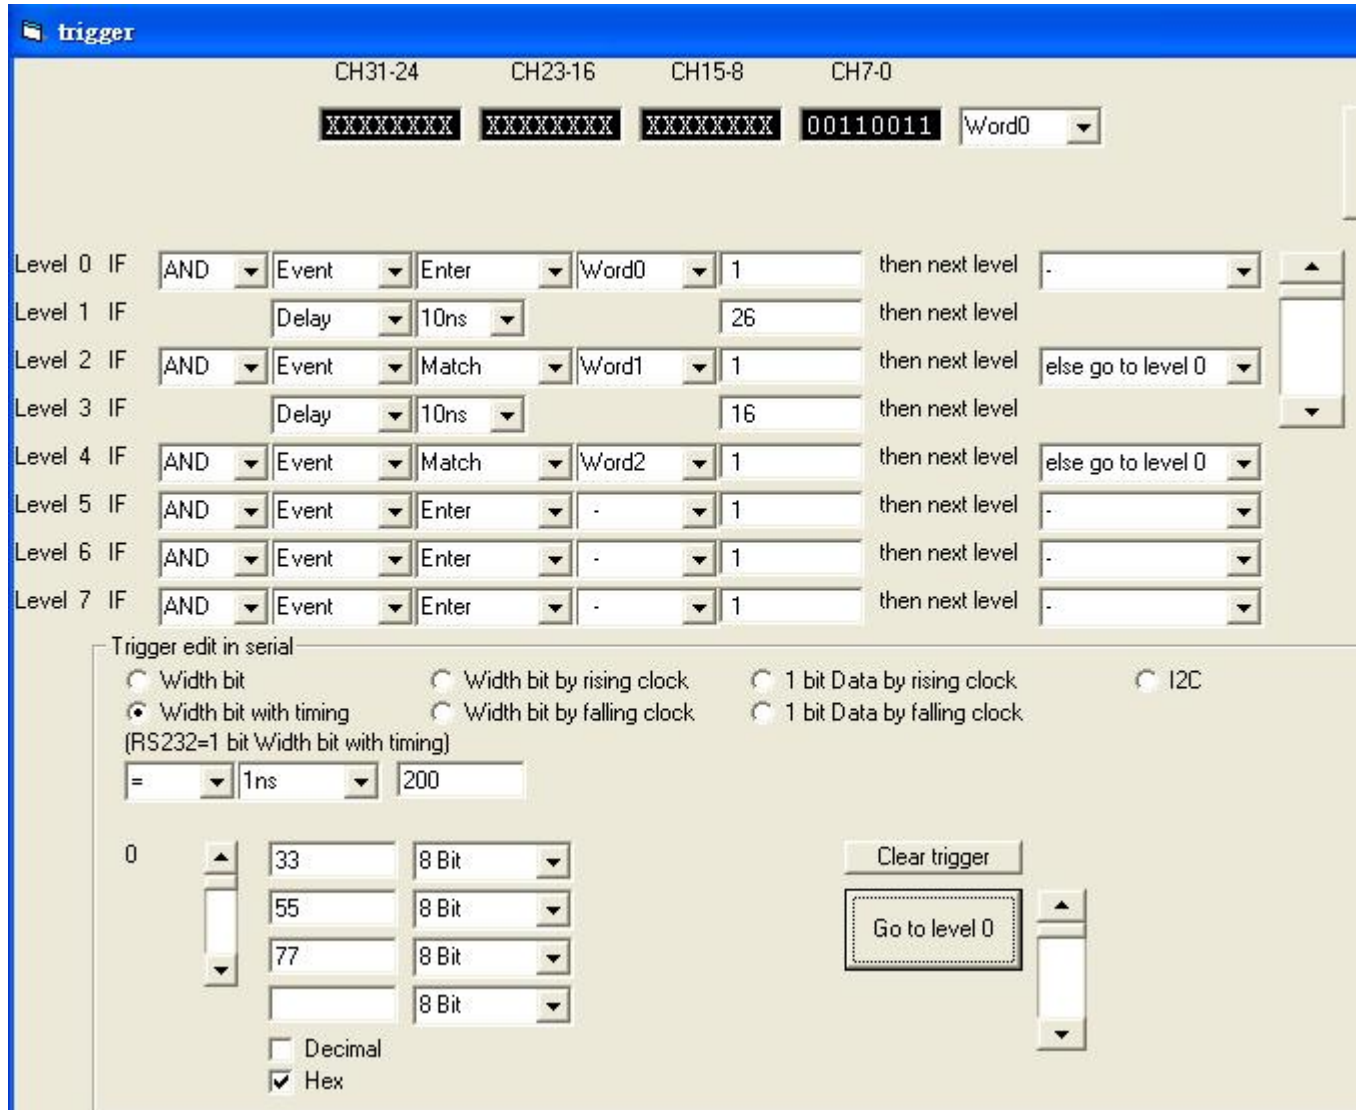 trigger
CH31-24 CH23-16 CH15-8 CH7-0
XXXXXXXX XXXXXXXX XXXXXXXX 00110011 Word0
Level 0 IF AND Event Enter Word0 1 then next level -
Level 1 IF Delay 10ns 26 then next level
Level 2 IF AND Event Match Word1 1 then next level else go to level 0
Level 3 IF Delay 10ns 16 then next level
Level 4 IF AND Event Match Word2 1 then next level else go to level 0
Level 5 IF AND Event Enter - 1 then next level -
Level 6 IF AND Event Enter - 1 then next level -
Level 7 IF AND Event Enter - 1 then next level -
Trigger edit in serial
Width bit Width bit by rising clock 1 bit Data by rising clock I2C
Width bit with timing Width bit by falling clock 1 bit Data by falling clock
(RS232=1 bit Width bit with timing)
= 1ns 200
0 33 8 Bit Clear trigger
55 8 Bit Go to level 0
77 8 Bit
8 Bit
Decimal
Hex